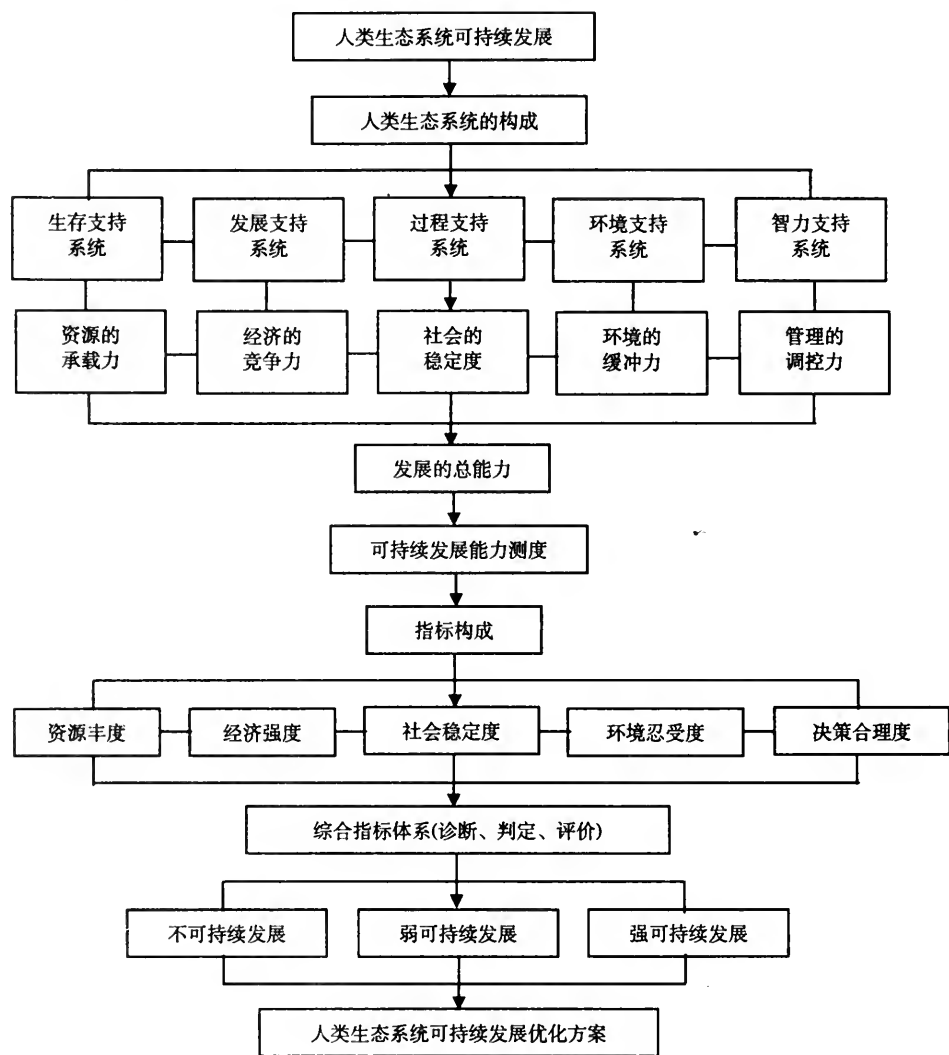 人类生态系统可持续发展
人类生态系统的构成
生存支持
系统
发展支持
系统
过程支持
系统
环境支持
系统
智力支持
系统
资源的
承载力
经济的
竞争力
社会的
稳定度
环境的
缓冲力
管理的
调控力
发展的总能力
可持续发展能力测度
指标构成
资源丰度
经济强度
社会稳定度
环境忍受度
决策合理度
综合指标体系(诊断、判定、评价)
不可持续发展
弱可持续发展
强可持续发展
人类生态系统可持续发展优化方案